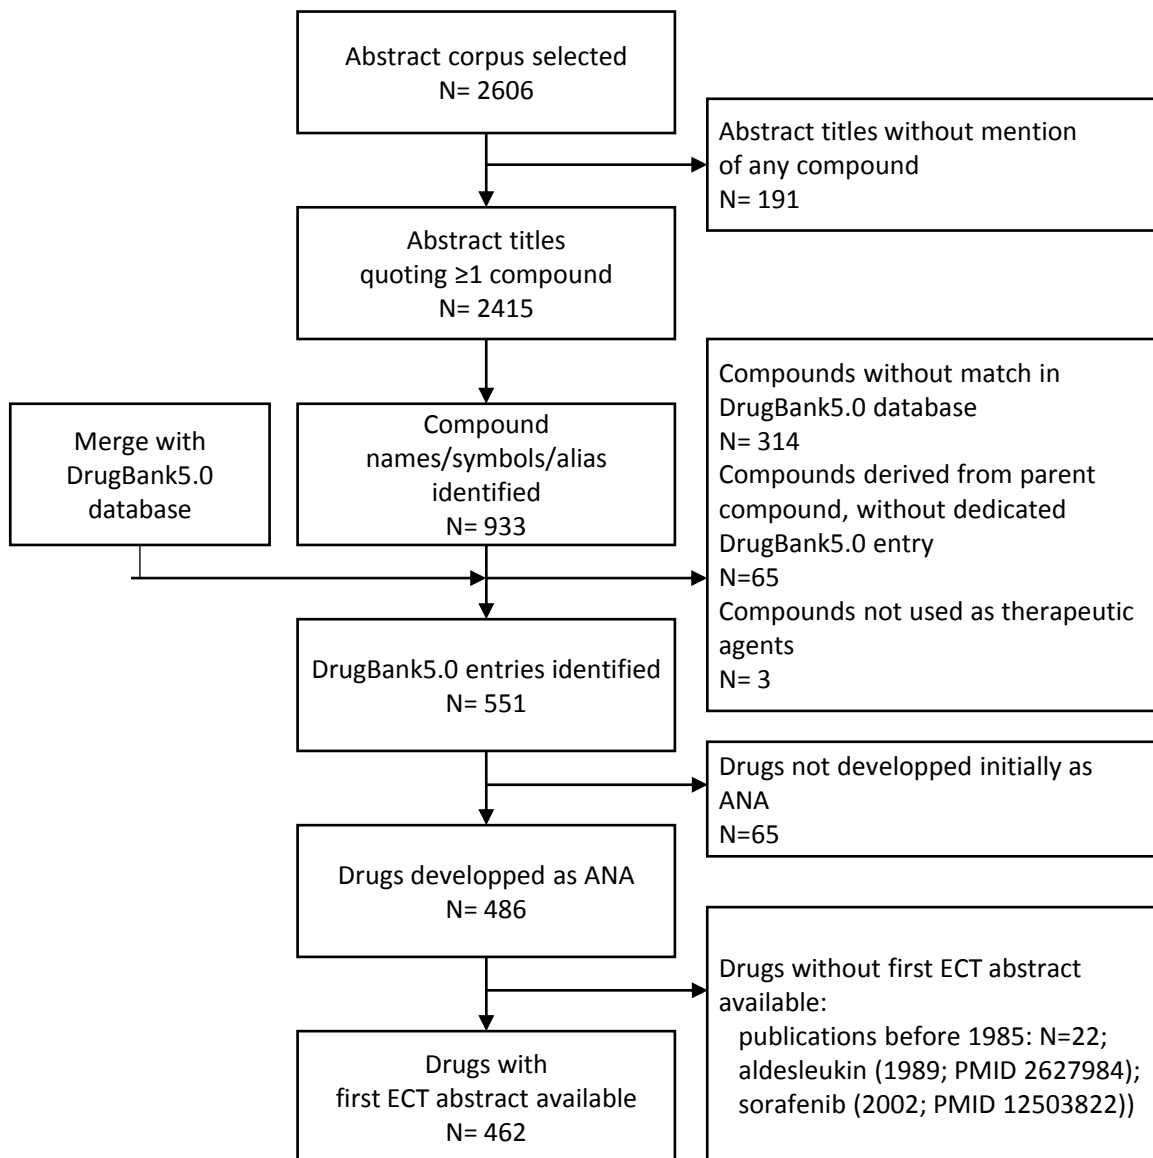 Abstract corpus selected
N= 2606
Abstract titles without mention
of any compound
N= 191
Abstract titles
quoting ≥1 compound
N= 2415
Compounds without match in
DrugBank5.0 database
N= 314
Compounds derived from parent
compound, without dedicated
DrugBank5.0 entry
N=65
Compounds not used as therapeutic
agents
N= 3
Merge with
DrugBank5.0
database
Compound
names/symbols/alias
identified
N= 933
DrugBank5.0 entries identified
N= 551
Drugs not developped initially as
ANA
N=65
Drugs developped as ANA
N= 486
Drugs without first ECT abstract
available:
publications before 1985: N=22;
aldesleukin (1989; PMID 2627984);
sorafenib (2002; PMID 12503822))
Drugs with
first ECT abstract available
N= 462